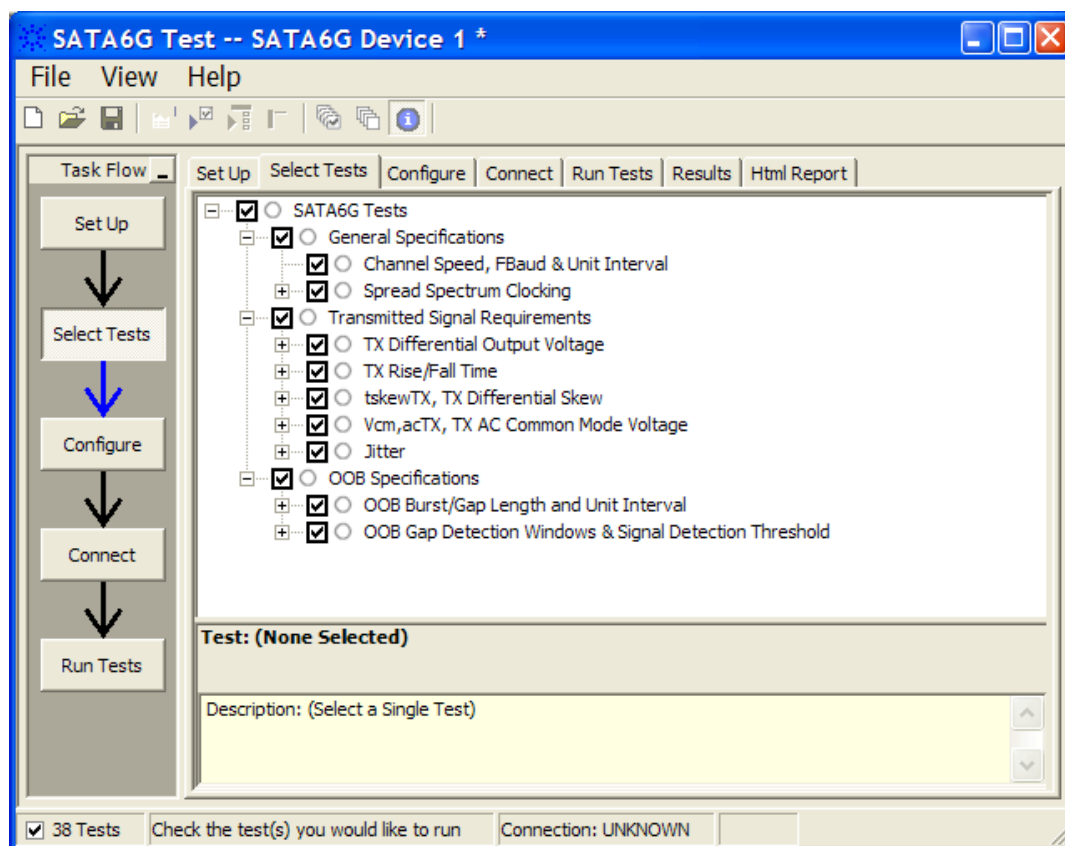 SATA6G Test -- SATA6G Device 1 *
File View Help
Task Flow
Set Up
Select Tests
Configure
Connect
Run Tests
Set Up Select Tests Configure Connect Run Tests Results Html Report
SATA6G Tests
General Specifications
Channel Speed, FBaud & Unit Interval
Spread Spectrum Clocking
Transmitted Signal Requirements
TX Differential Output Voltage
TX Rise/Fall Time
tskewTX, TX Differential Skew
Vcm,acTX, TX AC Common Mode Voltage
Jitter
OOB Specifications
OOB Burst/Gap Length and Unit Interval
OOB Gap Detection Windows & Signal Detection Threshold
Test: (None Selected)
Description: (Select a Single Test)
38 Tests Check the test(s) you would like to run Connection: UNKNOWN